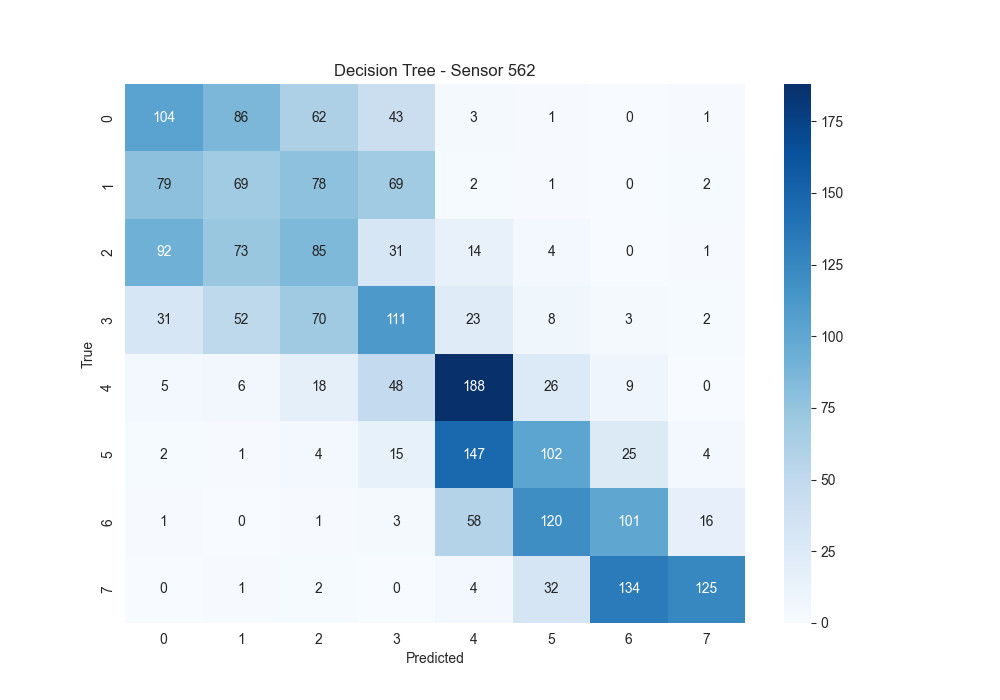 Decision Tree - Sensor 562
0 104 86 62 43 3 1 0 1
1 79 69 78 69 2 1 0 2
2 92 73 85 31 14 4 0 1
3 31 52 70 111 23 8 3 2
4 5 6 18 48 188 26 9 0
5 2 1 4 15 147 102 25 4
6 1 0 1 3 58 120 101 16
7 0 1 2 0 4 32 134 125
0 1 2 3 4 5 6 7
Predicted
True
175
150
125
100
75
50
25
0